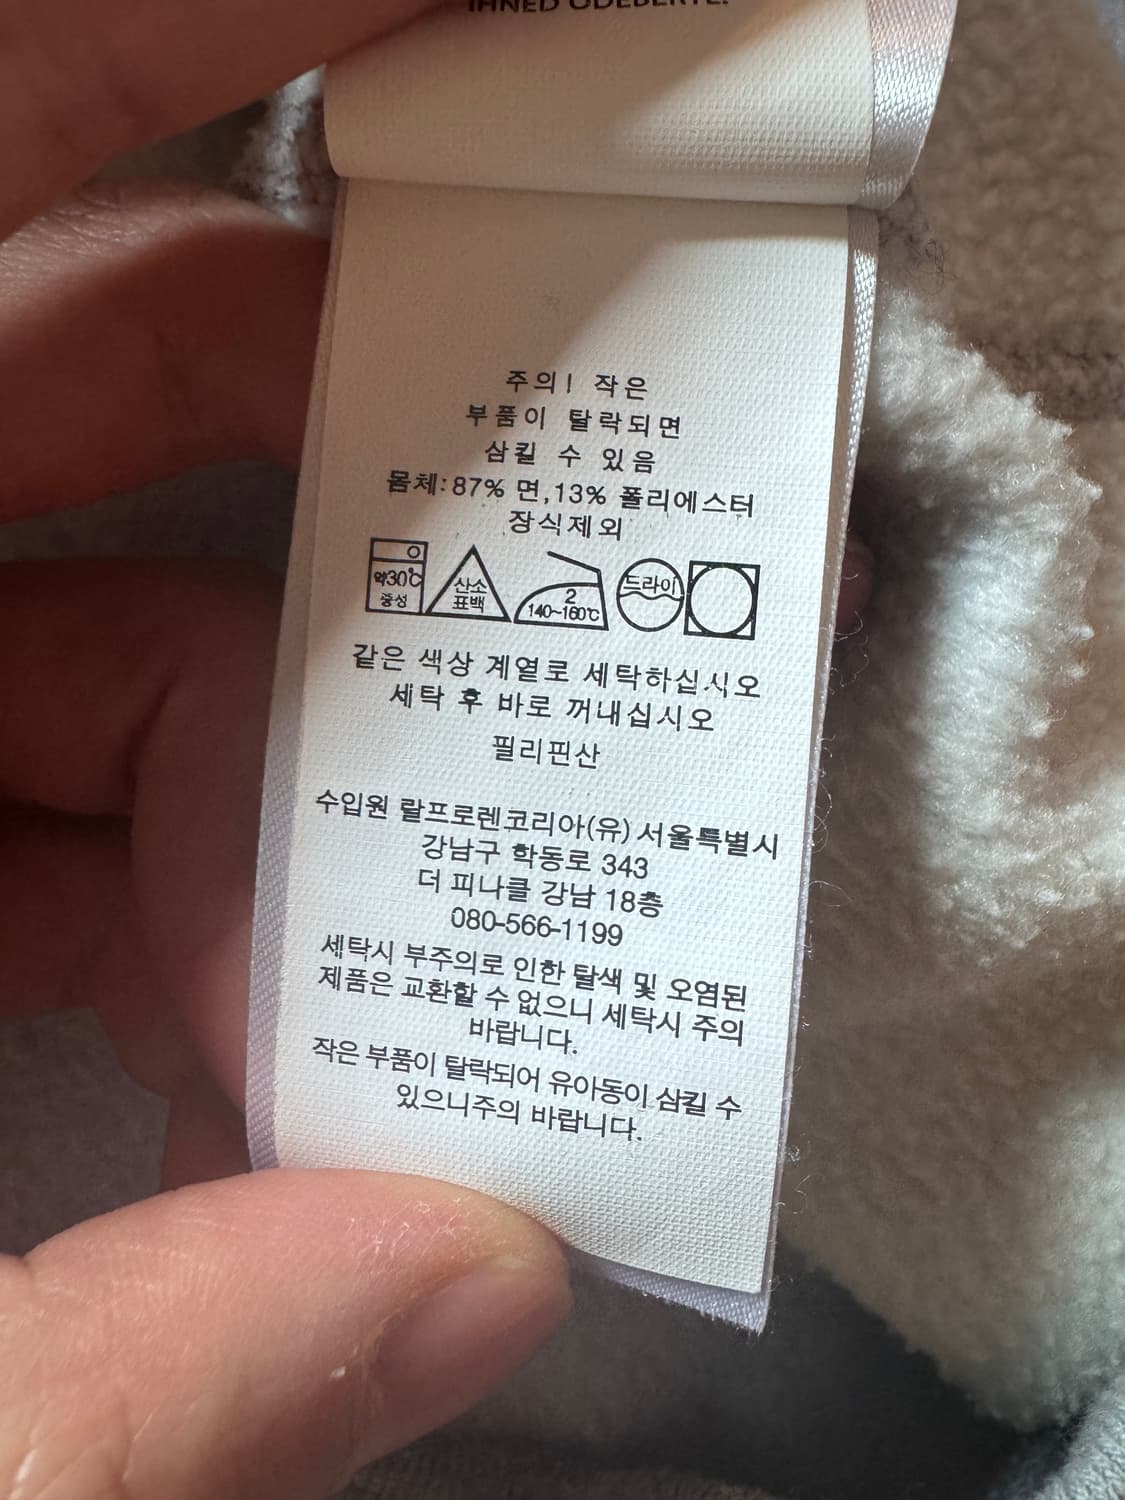 IHNED ODEBERTE.
주의! 작은
부품이 탈락되면
삼킬 수 있음
몸체:87% 면,13% 폴리에스터
장식제외
약30℃
중성
산소
표백
2
140~160℃
드라이
같은 색상 계열로 세탁하십시오
세탁 후 바로 꺼내십시오
필리핀산
수입원 랄프로렌코리아(유) 서울특별시
강남구 학동로 343
더 피나클 강남 18층
080-566-1199
세탁시 부주의로 인한 탈색 및 오염된
제품은 교환할 수 없으니 세탁시 주의
바랍니다.
작은 부품이 탈락되어 유아동이 삼킬 수
있으니주의 바랍니다.